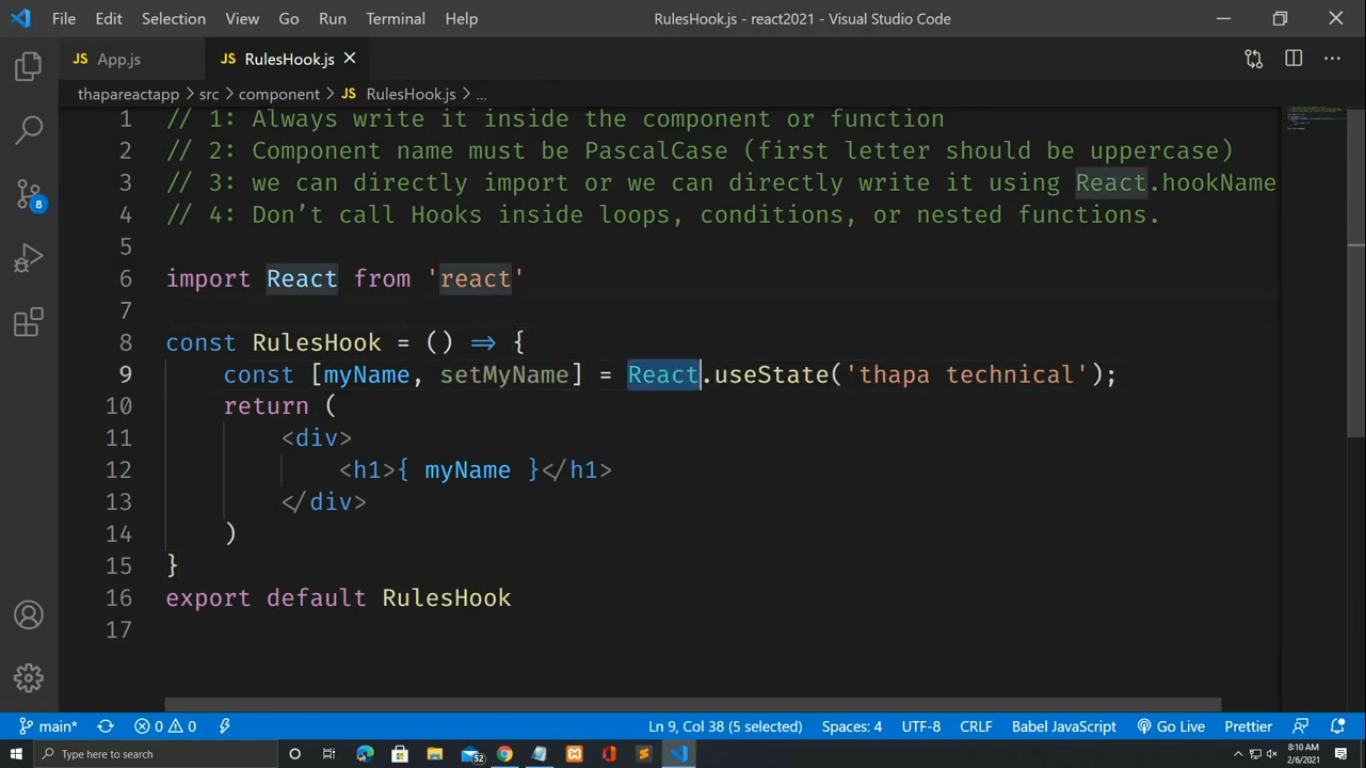 File Edit Selection View Go Run Terminal Help RulesHook.js - react2021 - Visual Studio Code
JS App.js JS RulesHook.js
thapareactapp > src > component > JS RulesHook.js > ...
1 // 1: Always write it inside the component or function
2 // 2: Component name must be PascalCase (first letter should be uppercase)
3 // 3: we can directly import or we can directly write it using React.hookName
4 // 4: Don’t call Hooks inside loops, conditions, or nested functions.
5
6 import React from 'react'
7
8 const RulesHook = () => {
9 const [myName, setMyName] = React.useState('thapa technical');
10 return (
11 <div>
12 <h1>{ myName }</h1>
13 </div>
14 )
15 }
16 export default RulesHook
17
8
main* 0 0 Ln 9, Col 38 (5 selected) Spaces: 4 UTF-8 CRLF Babel JavaScript Go Live Prettier
Type here to search 52 8:10 AM
2/6/2021